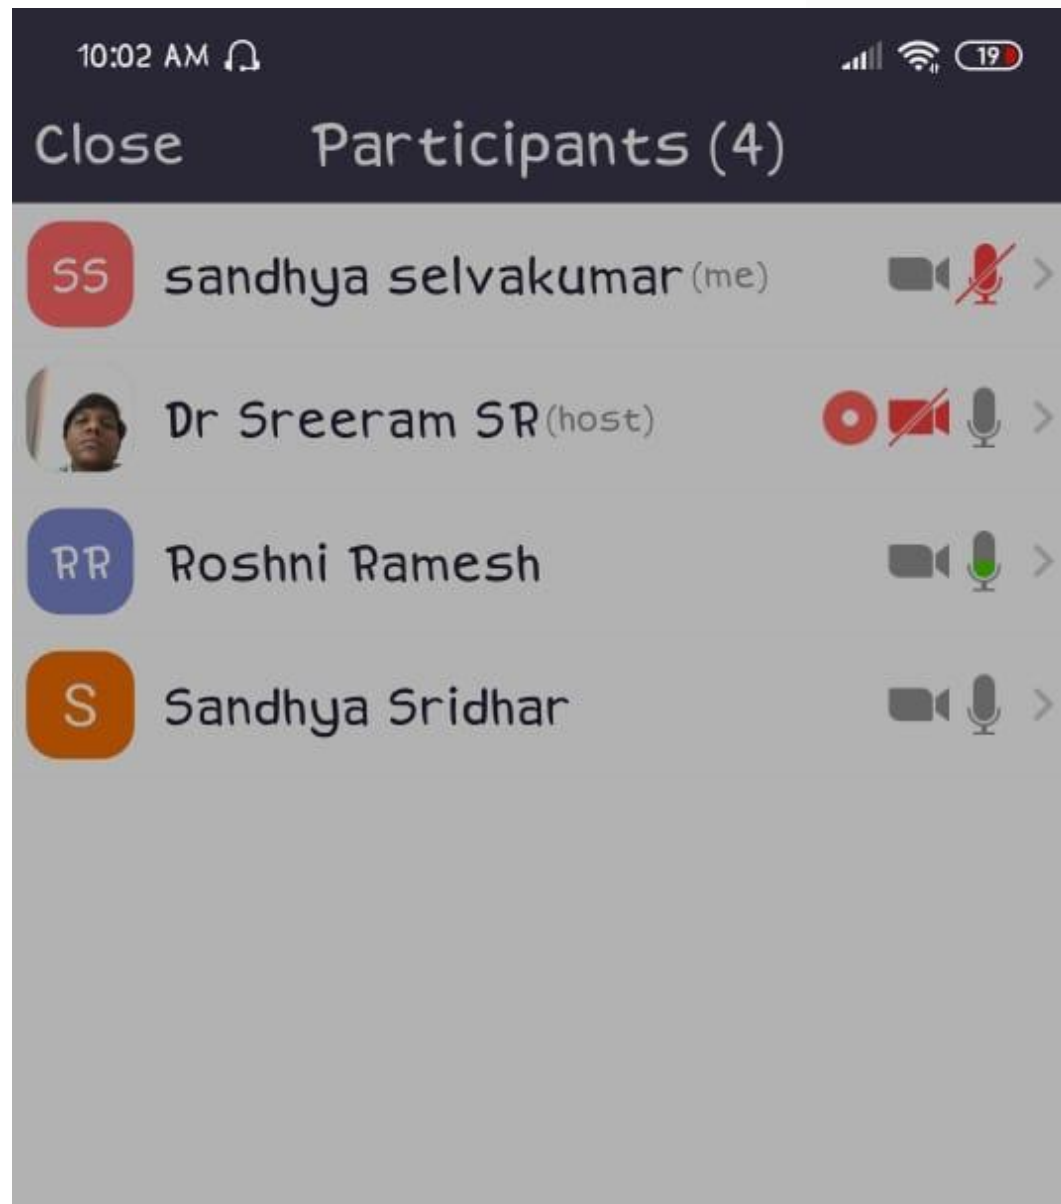 10:02 AM 19
Close Participants (4)
SS sandhya selvakumar (me)
Dr Sreeram SR (host)
RR Roshni Ramesh
S Sandhya Sridhar